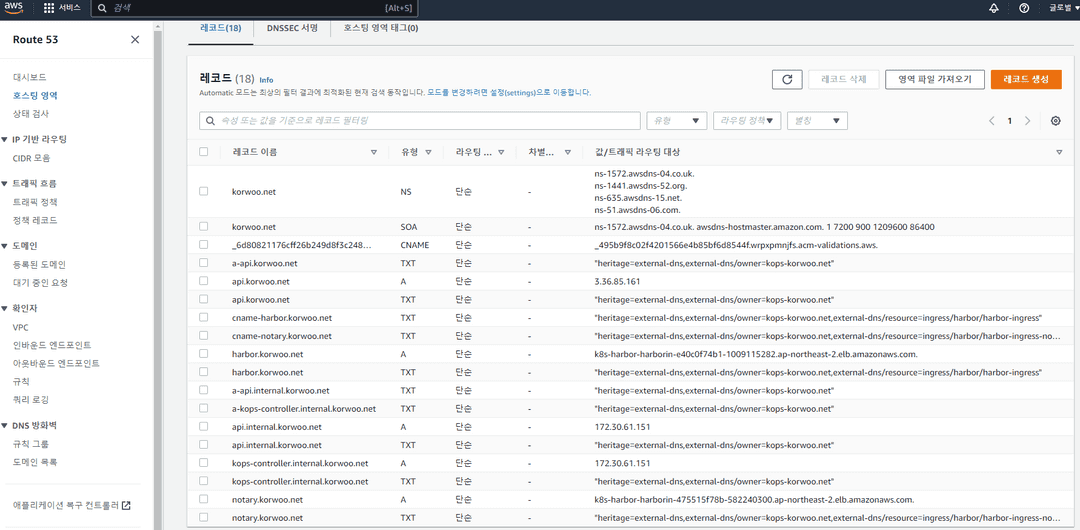 aws 서비스 검색 [Alt+S] 글로벌
Route 53
대시보드
호스팅 영역
상태 검사
IP 기반 라우팅
CIDR 모음
트래픽 흐름
트래픽 정책
정책 레코드
도메인
등록된 도메인
대기 중인 요청
확인자
VPC
인바운드 엔드포인트
아웃바운드 엔드포인트
규칙
쿼리 로깅
DNS 방화벽
규칙 그룹
도메인 목록
애플리케이션 복구 컨트롤러
레코드(18) DNSSEC 서명 호스팅 영역 태그(0)
레코드 (18) Info
레코드 삭제 영역 파일 가져오기 레코드 생성
Automatic 모드는 최상의 필터 결과에 최적화된 현재 검색 동작입니다. 모드를 변경하려면 설정(settings)으로 이동합니다.
속성 또는 값을 기준으로 레코드 필터링 유형 라우팅 정책 별칭 1
레코드 이름 유형 라우팅 ... 차별... 값/트래픽 라우팅 대상
korwoo.net NS 단순 - ns-1572.awsdns-04.co.uk.
ns-1441.awsdns-52.org.
ns-635.awsdns-15.net.
ns-51.awsdns-06.com.
korwoo.net SOA 단순 - ns-1572.awsdns-04.co.uk. awsdns-hostmaster.amazon.com. 1 7200 900 1209600 86400
_6d80821176cff26b249d8f3c248... CNAME 단순 - _495b9f8c02f4201566e4b85bf6d8544f.wrpxpmnjfs.acm-validations.aws.
a-api.korwoo.net TXT 단순 - "heritage=external-dns,external-dns/owner=kops-korwoo.net"
api.korwoo.net A 단순 - 3.36.85.161
api.korwoo.net TXT 단순 - "heritage=external-dns,external-dns/owner=kops-korwoo.net"
cname-harbor.korwoo.net TXT 단순 - "heritage=external-dns,external-dns/owner=kops-korwoo.net,external-dns/resource=ingress/harbor/harbor-ingress"
cname-notary.korwoo.net TXT 단순 - "heritage=external-dns,external-dns/owner=kops-korwoo.net,external-dns/resource=ingress/harbor/harbor-ingress-no...
harbor.korwoo.net A 단순 - k8s-harbor-harborin-e40c0f74b1-1009115282.ap-northeast-2.elb.amazonaws.com.
harbor.korwoo.net TXT 단순 - "heritage=external-dns,external-dns/owner=kops-korwoo.net,external-dns/resource=ingress/harbor/harbor-ingress"
a-api.internal.korwoo.net TXT 단순 - "heritage=external-dns,external-dns/owner=kops-korwoo.net"
a-kops-controller.internal.korwoo.net TXT 단순 - "heritage=external-dns,external-dns/owner=kops-korwoo.net"
api.internal.korwoo.net A 단순 - 172.30.61.151
api.internal.korwoo.net TXT 단순 - "heritage=external-dns,external-dns/owner=kops-korwoo.net"
kops-controller.internal.korwoo.net A 단순 - 172.30.61.151
kops-controller.internal.korwoo.net TXT 단순 - "heritage=external-dns,external-dns/owner=kops-korwoo.net"
notary.korwoo.net A 단순 - k8s-harbor-harborin-475515f78b-582240300.ap-northeast-2.elb.amazonaws.com.
notary.korwoo.net TXT 단순 - "heritage=external-dns,external-dns/owner=kops-korwoo.net,external-dns/resource=ingress/harbor/harbor-ingress-no...